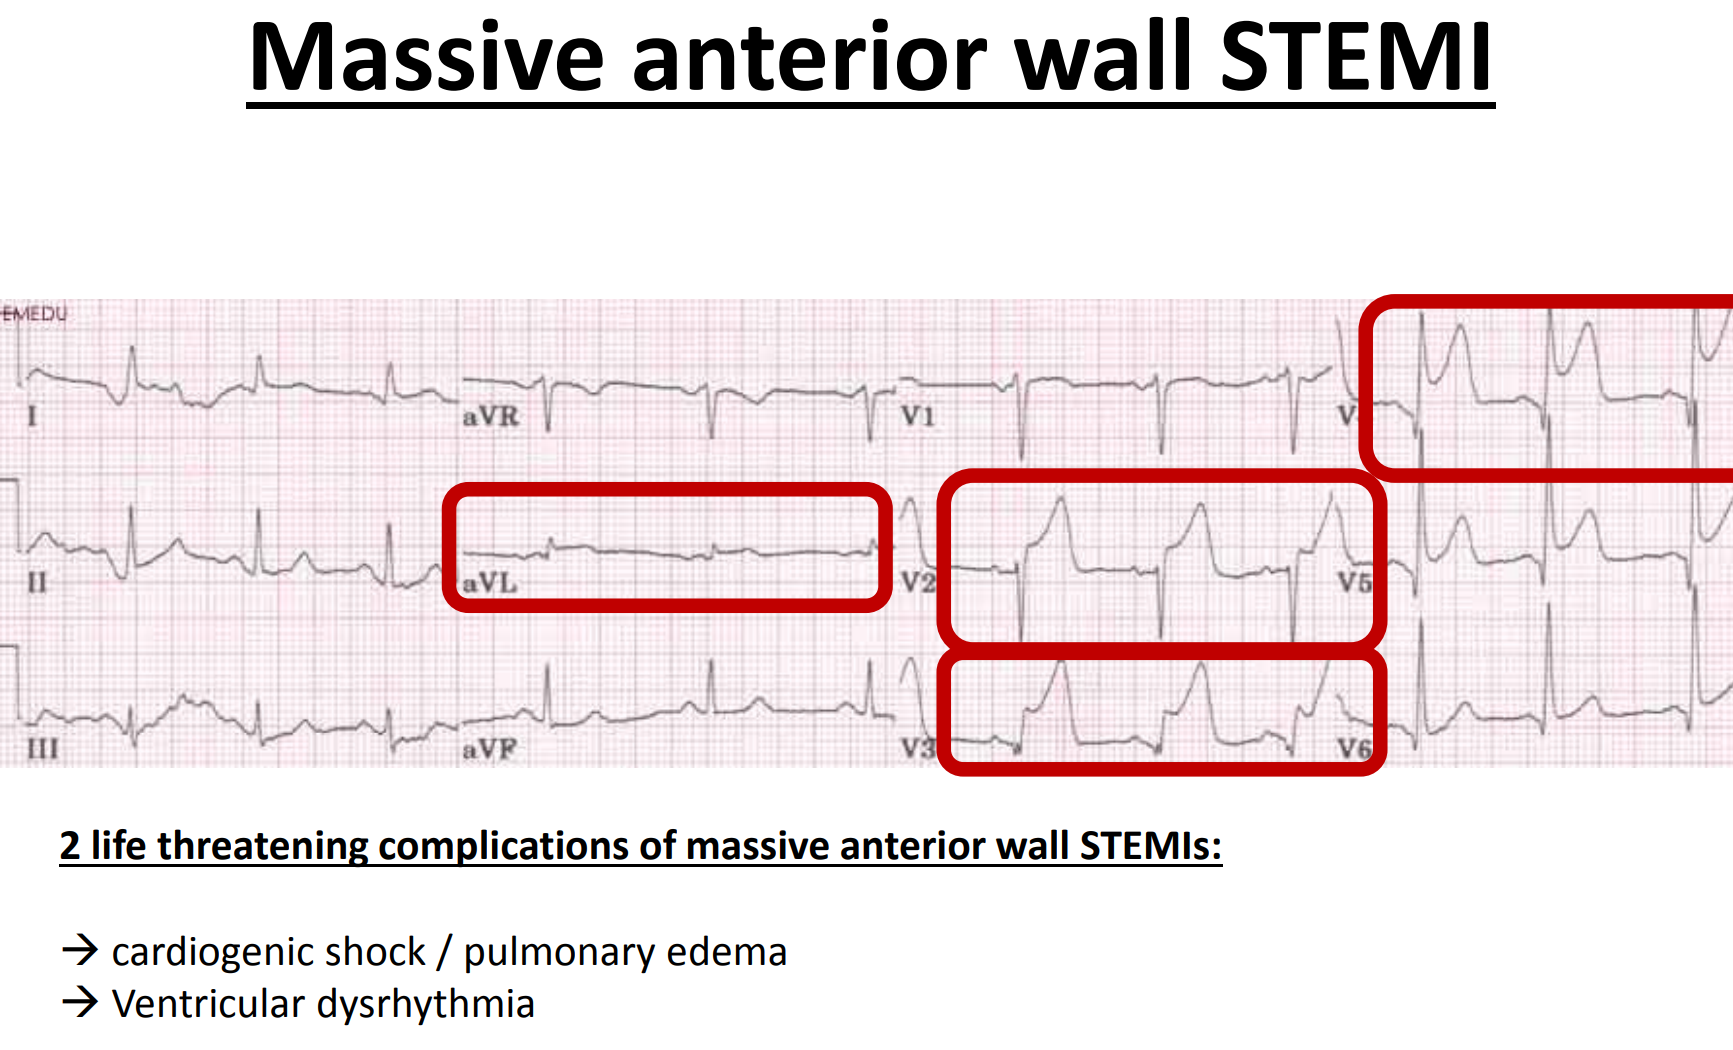 Massive anterior wall STEMI
EMEDU
I
aVR
V1
V
II
aVL
V2
V5
III
aVF
V3
V6
2 life threatening complications of massive anterior wall STEMIs:
→ cardiogenic shock / pulmonary edema
→ Ventricular dysrhythmia